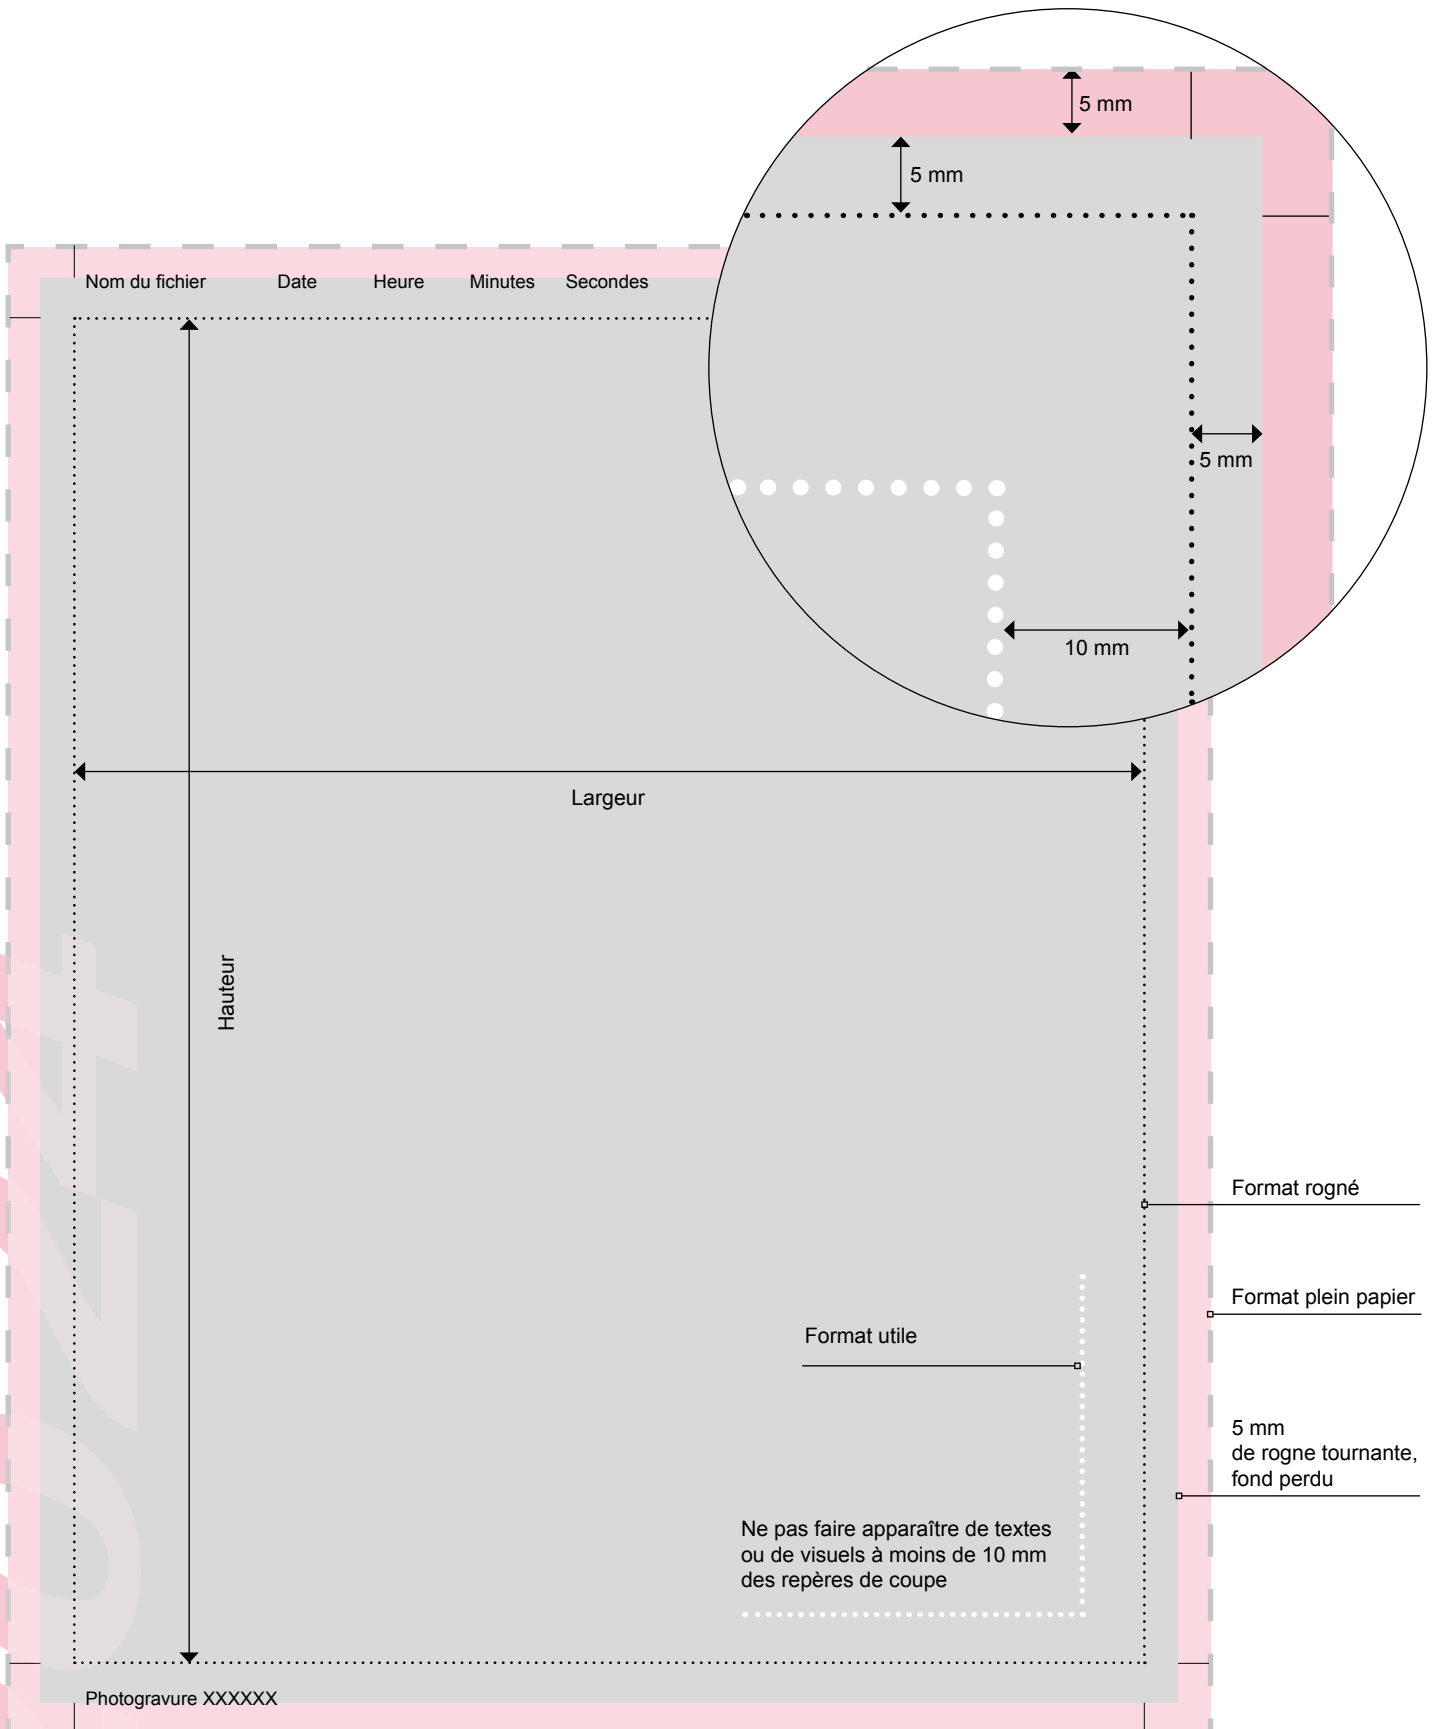 5 mm
5 mm
Nom du fichier Date Heure Minutes Secondes
5 mm
10 mm
Largeur
Hauteur
Format rogné
Format plein papier
Format utile
5 mm
de rogne tournante,
fond perdu
Ne pas faire apparaître de textes
ou de visuels à moins de 10 mm
des repères de coupe
Photogravure XXXXXX